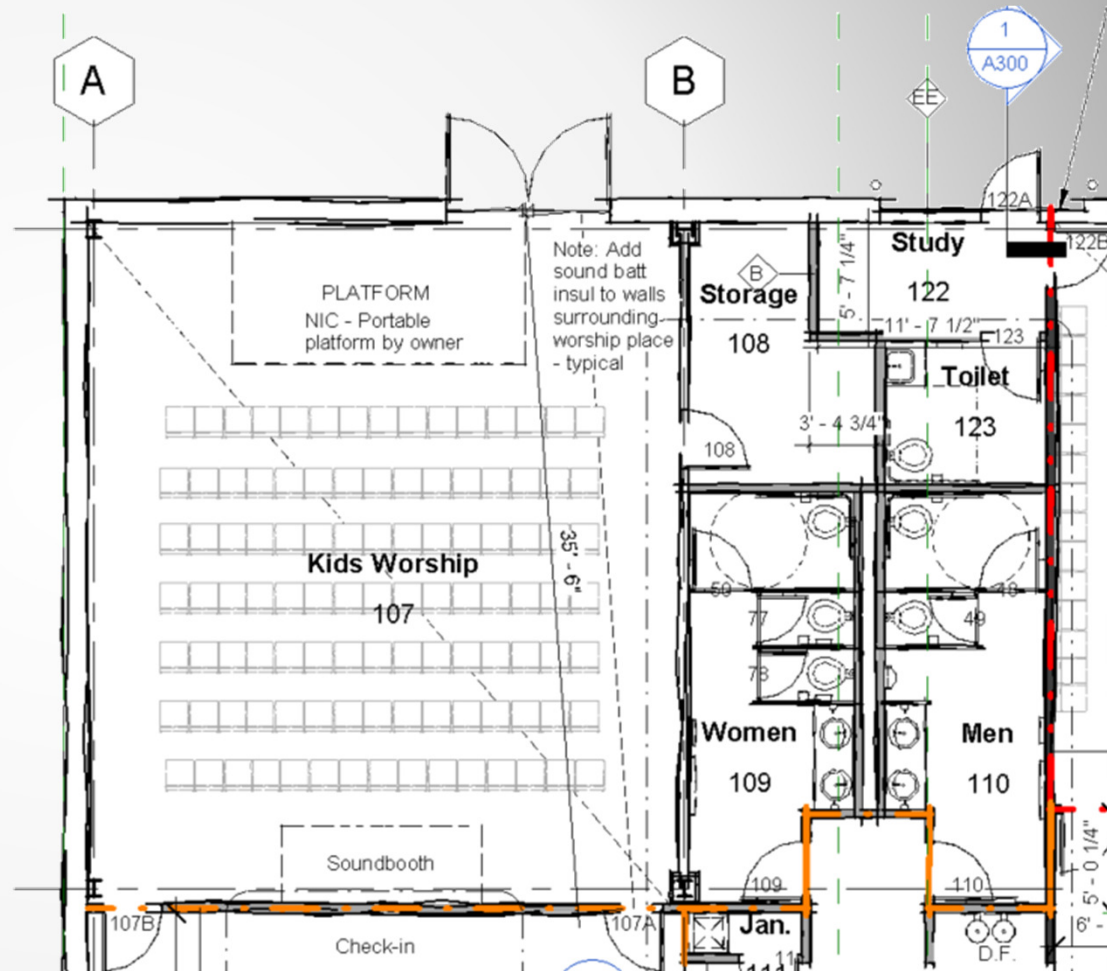 A
B
1
A300
EE
122A
122B
Study
122
Note: Add
sound batt
insul to walls
surrounding
worship place
- typical
B
5' - 7 1/4"
PLATFORM
NIC - Portable
platform by owner
Storage
108
11' - 7 1/2"
123
Toilet
123
3' - 4 3/4"
108
35' - 6"
Kids Worship
107
50
48
77
49
78
Women
109
Men
110
Soundbooth
109
110
5' - 0 1/4"
107B
107A
Check-in
Jan.
D.F.
6' -